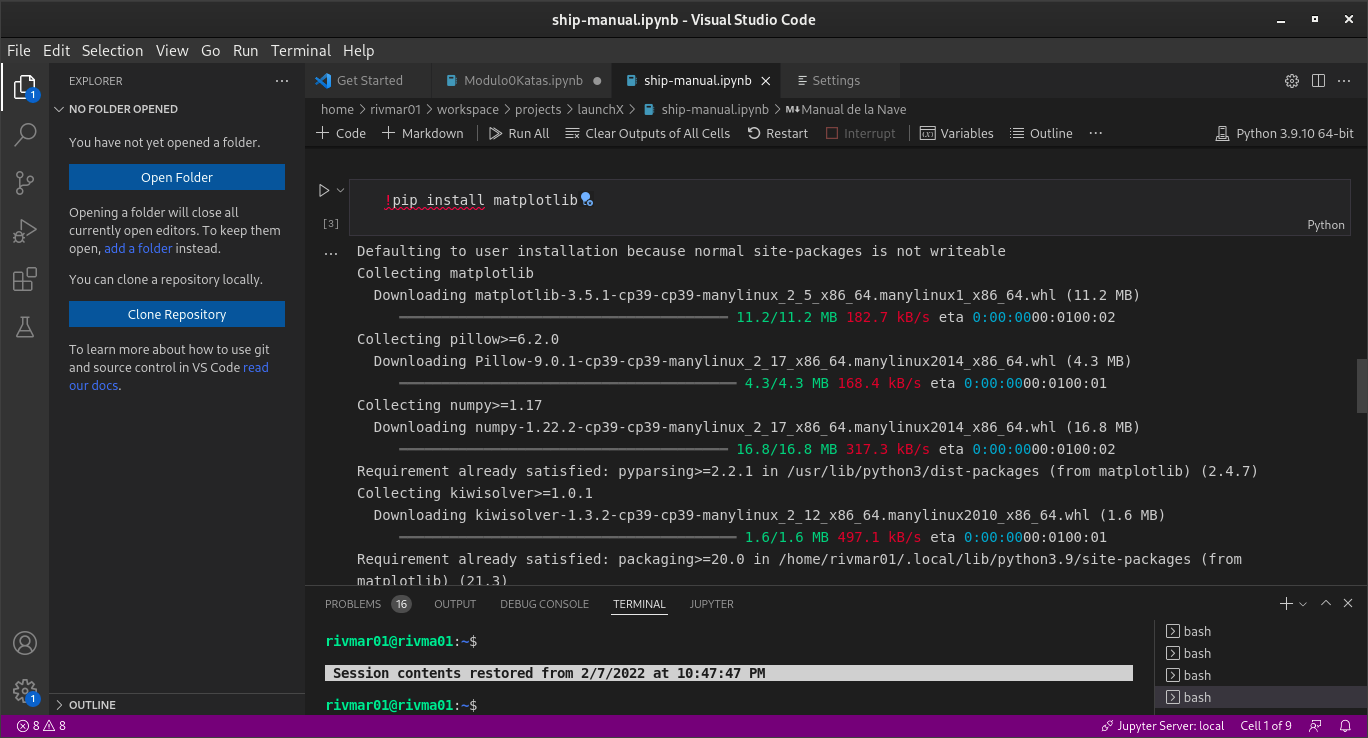 ship-manual.ipynb - Visual Studio Code
File Edit Selection View Go Run Terminal Help
EXPLORER
Get Started
Modulo0Katas.ipynb
ship-manual.ipynb
Settings
1
NO FOLDER OPENED
home > rivmar01 > workspace > projects > launchX > ship-manual.ipynb > M↓Manual de la Nave
+ Code + Markdown Run All Clear Outputs of All Cells Restart Interrupt Variables Outline ··· Python 3.9.10 64-bit
You have not yet opened a folder.
Open Folder
Opening a folder will close all
currently open editors. To keep them
open, add a folder instead.
You can clone a repository locally.
Clone Repository
To learn more about how to use git
and source control in VS Code read
our docs.
!pip install matplotlib
[3]
Python
Defaulting to user installation because normal site-packages is not writeable
Collecting matplotlib
Downloading matplotlib-3.5.1-cp39-cp39-manylinux_2_5_x86_64.manylinux1_x86_64.whl (11.2 MB)
11.2/11.2 MB 182.7 kB/s eta 0:00:0000:0100:02
Collecting pillow>=6.2.0
Downloading Pillow-9.0.1-cp39-cp39-manylinux_2_17_x86_64.manylinux2014_x86_64.whl (4.3 MB)
4.3/4.3 MB 168.4 kB/s eta 0:00:0000:0100:01
Collecting numpy>=1.17
Downloading numpy-1.22.2-cp39-cp39-manylinux_2_17_x86_64.manylinux2014_x86_64.whl (16.8 MB)
16.8/16.8 MB 317.3 kB/s eta 0:00:0000:0100:02
Requirement already satisfied: pyparsing>=2.2.1 in /usr/lib/python3/dist-packages (from matplotlib) (2.4.7)
Collecting kiwisolver>=1.0.1
Downloading kiwisolver-1.3.2-cp39-cp39-manylinux_2_12_x86_64.manylinux2010_x86_64.whl (1.6 MB)
1.6/1.6 MB 497.1 kB/s eta 0:00:0000:0100:01
Requirement already satisfied: packaging>=20.0 in /home/rivmar01/.local/lib/python3.9/site-packages (from
matplotlib) (21.3)
PROBLEMS 16 OUTPUT DEBUG CONSOLE TERMINAL JUPYTER
rivmar01@rivma01:~$
Session contents restored from 2/7/2022 at 10:47:47 PM
rivmar01@rivma01:~$
bash
bash
bash
bash
1
OUTLINE
8 8
Jupyter Server: local Cell 1 of 9